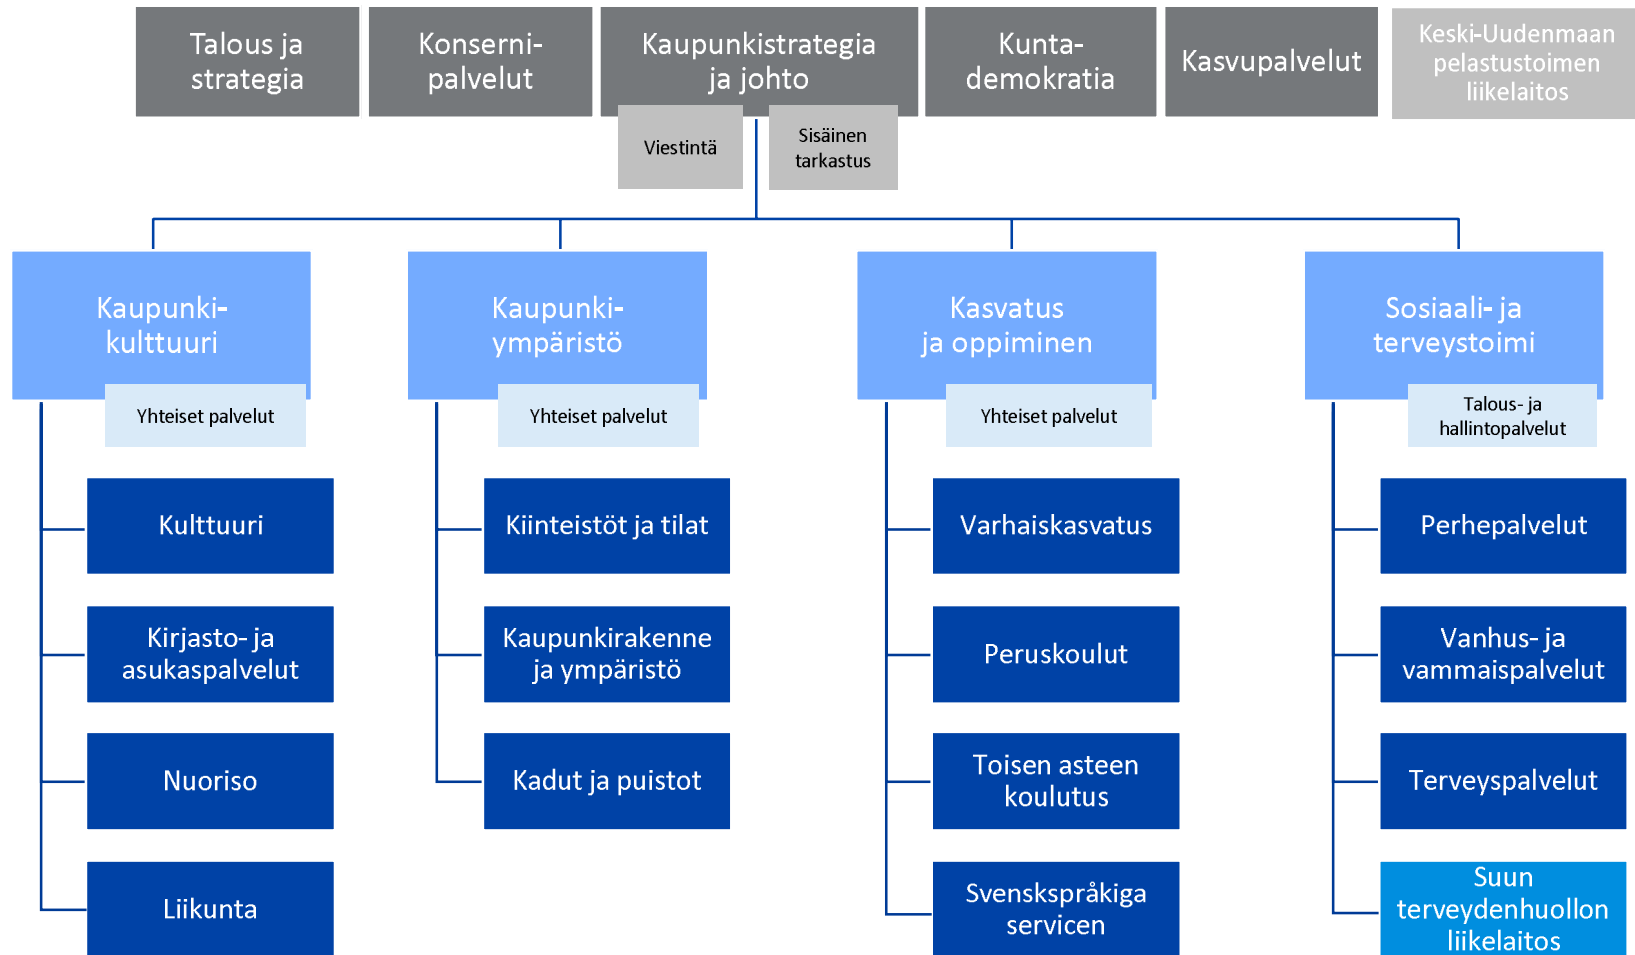 Talous ja
strategia
Konserni-
palvelut
Kaupunkistrategia
ja johto
Kunta-
demokratia
Kasvupalvelut
Keski-Uudenmaan
pelastustoimen
liikelaitos
Viestintä
Sisäinen
tarkastus
Kaupunki-
kulttuuri
Yhteiset palvelut
Kulttuuri
Kirjasto- ja
asukaspalvelut
Nuoriso
Liikunta
Kaupunki-
ympäristö
Yhteiset palvelut
Kiinteistöt ja tilat
Kaupunkirakenne
ja ympäristö
Kadut ja puistot
Kasvatus
ja oppiminen
Yhteiset palvelut
Varhaiskasvatus
Peruskoulut
Toisen asteen
koulutus
Svenskspråkiga
servicen
Sosiaali- ja
terveystoimi
Talous- ja
hallintopalvelut
Perhepalvelut
Vanhus- ja
vammaispalvelut
Terveyspalvelut
Suun
terveydenhuollon
liikelaitos